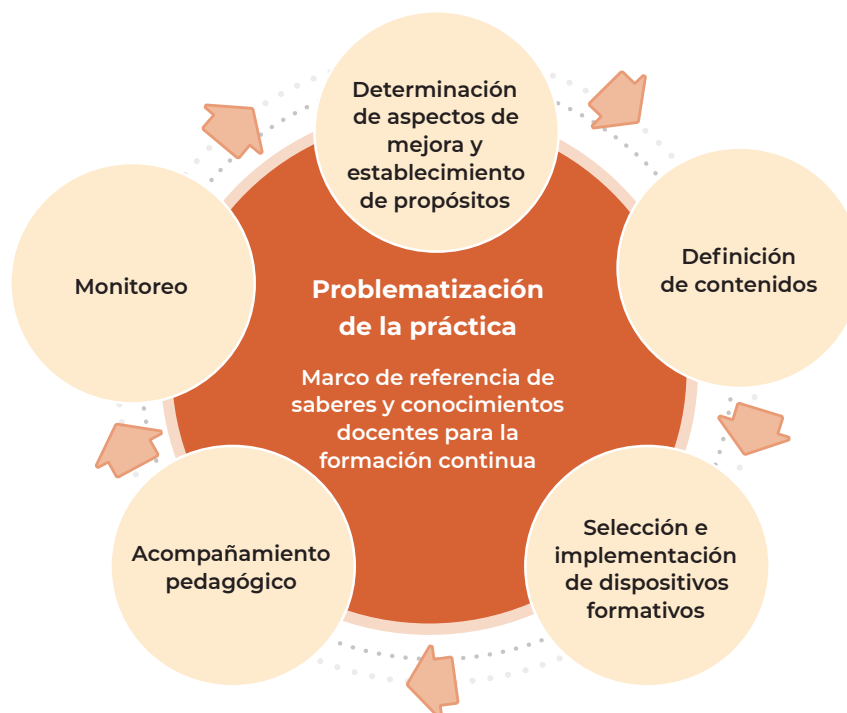 Determinación
de aspectos de
mejora y
establecimiento
de propósitos
Definición
de contenidos
Selección e
implementación
de dispositivos
formativos
Acompañamiento
pedagógico
Monitoreo
Problematización
de la práctica
Marco de referencia de
saberes y conocimientos
docentes para la
formación continua